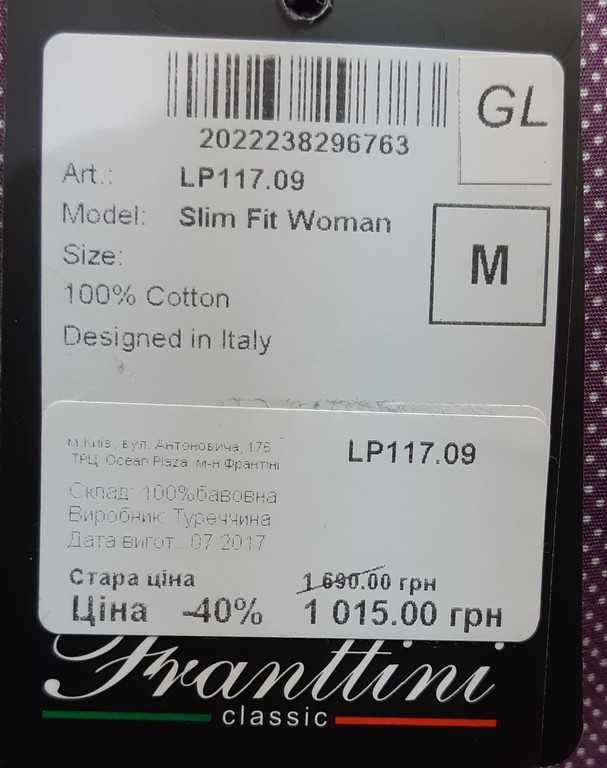 GL
2022238296763
Art.: LP117.09
Model: Slim Fit Woman
Size: M
100% Cotton
Designed in Italy
м.Київ, вул. Антоновича, 176
ТРЦ Ocean Plaza м-н Франтіні
LP117.09
Склад: 100%бавовна
Виробник Туреччина
Дата вигот.: 07.2017
Стара ціна 1 690.00 грн
Ціна -40% 1 015.00 грн
Franttini
classic